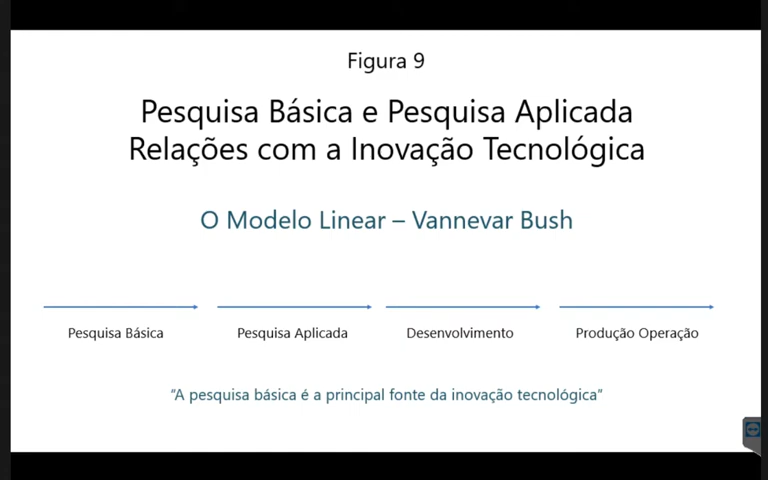 Figura 9
Pesquisa Básica e Pesquisa Aplicada
Relações com a Inovação Tecnológica
O Modelo Linear – Vannevar Bush
Pesquisa Básica
Pesquisa Aplicada
Desenvolvimento
Produção Operação
"A pesquisa básica é a principal fonte da inovação tecnológica"